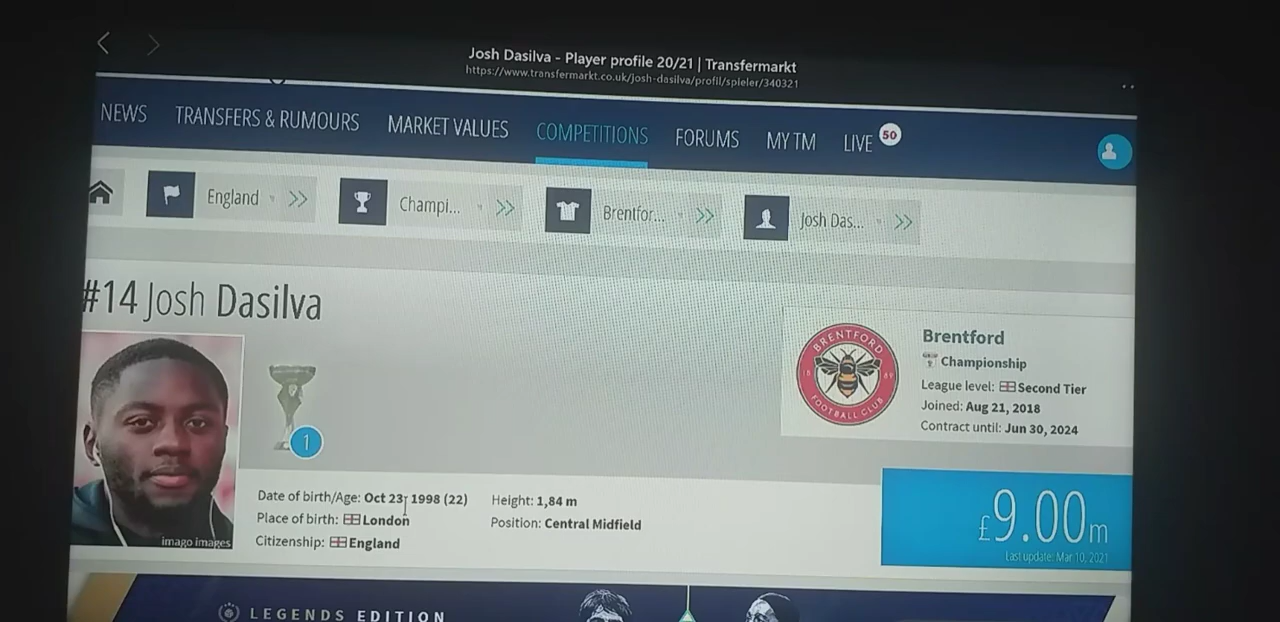 Josh Dasilva - Player profile 20/21 | Transfermarkt
https://www.transfermarkt.co.uk/josh-dasilva/profil/spieler/340321
NEWS TRANSFERS & RUMOURS MARKET VALUES COMPETITIONS FORUMS MY TM LIVE 50
England Champi... Brentfor... Josh Das...
#14 Josh Dasilva
1
imago images
Date of birth/Age: Oct 23, 1998 (22)
Place of birth: London
Citizenship: England
Height: 1,84 m
Position: Central Midfield
BRENTFORD
18 89
FOOTBALL CLUB
Brentford
Championship
League level: Second Tier
Joined: Aug 21, 2018
Contract until: Jun 30, 2024
£9.00m
Last update: Mar 10, 2021
LEGENDS EDITION